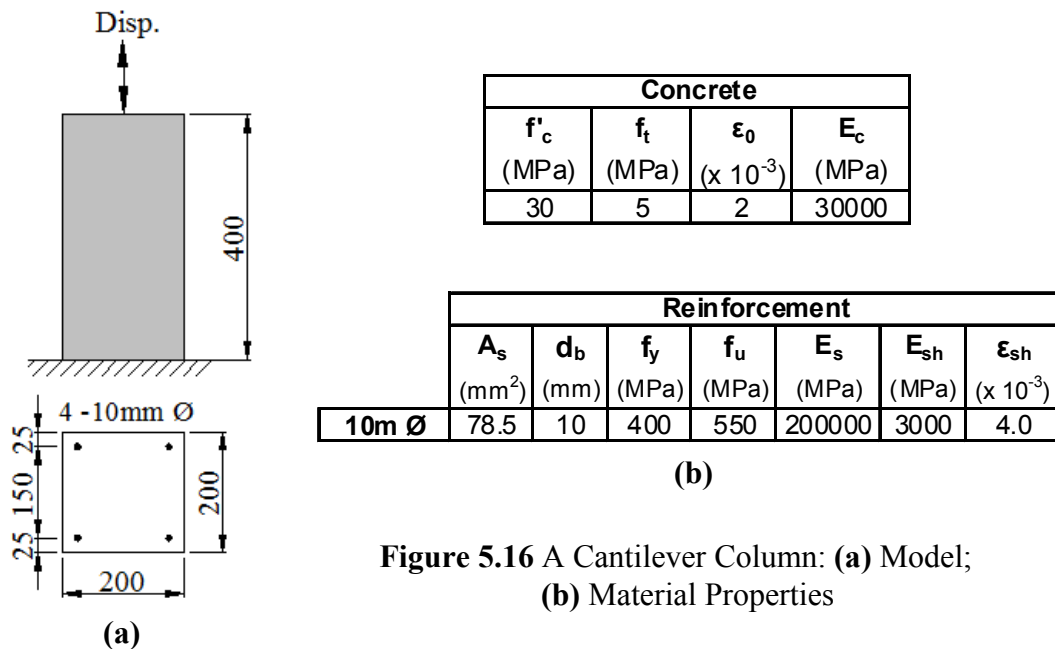 Disp.
400
4 -10mm Ø
25
150
25
200
200
(a)
Concrete
f'c ft ε0 Ec
(MPa) (MPa) (x 10-3) (MPa)
30 5 2 30000
Reinforcement
As db fy fu Es Esh εsh
(mm2) (mm) (MPa) (MPa) (MPa) (MPa) (x 10-3)
10m Ø 78.5 10 400 550 200000 3000 4.0
(b)
Figure 5.16 A Cantilever Column: (a) Model;
(b) Material Properties